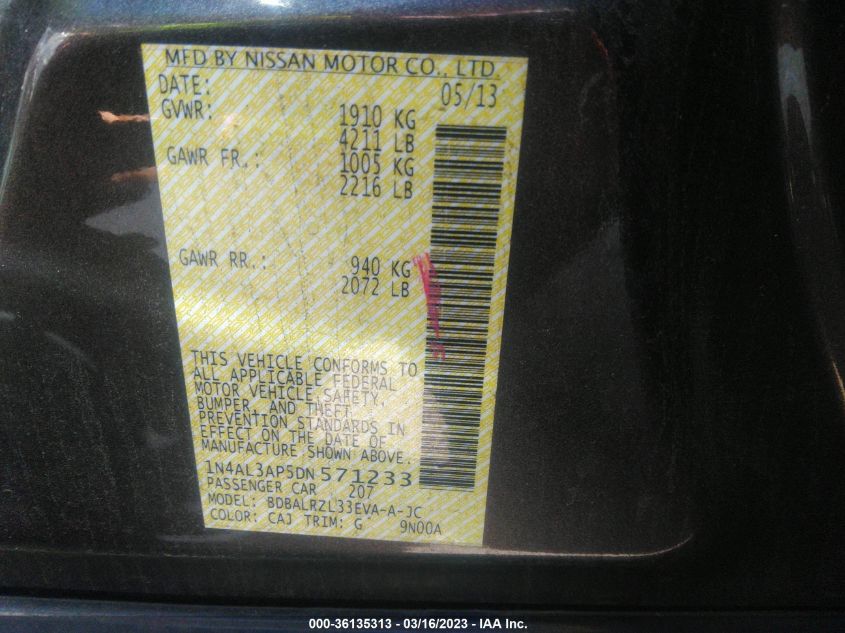 MFD BY NISSAN MOTOR CO., LTD.
DATE: 05/13
GVWR: 1910 KG
4211 LB
GAWR FR.: 1005 KG
2216 LB
GAWR RR.: 940 KG
2072 LB
THIS VEHICLE CONFORMS TO
ALL APPLICABLE FEDERAL
MOTOR VEHICLE SAFETY,
BUMPER, AND THEFT
PREVENTION STANDARDS IN
EFFECT ON THE DATE OF
MANUFACTURE SHOWN ABOVE.
1N4AL3AP5DN571233
PASSENGER CAR 207
MODEL: BDBALRZL33EVA-A-JC
COLOR: CAJ TRIM: G 9N00A
000-36135313 - 03/16/2023 - IAA Inc.